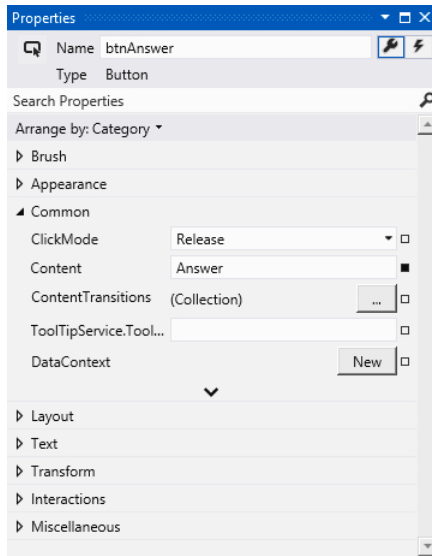 Properties
Name btnAnswer
Type Button
Search Properties
Arrange by: Category
Brush
Appearance
Common
ClickMode Release
Content Answer
ContentTransitions (Collection) ...
ToolTipService.Tool...
DataContext New
Layout
Text
Transform
Interactions
Miscellaneous